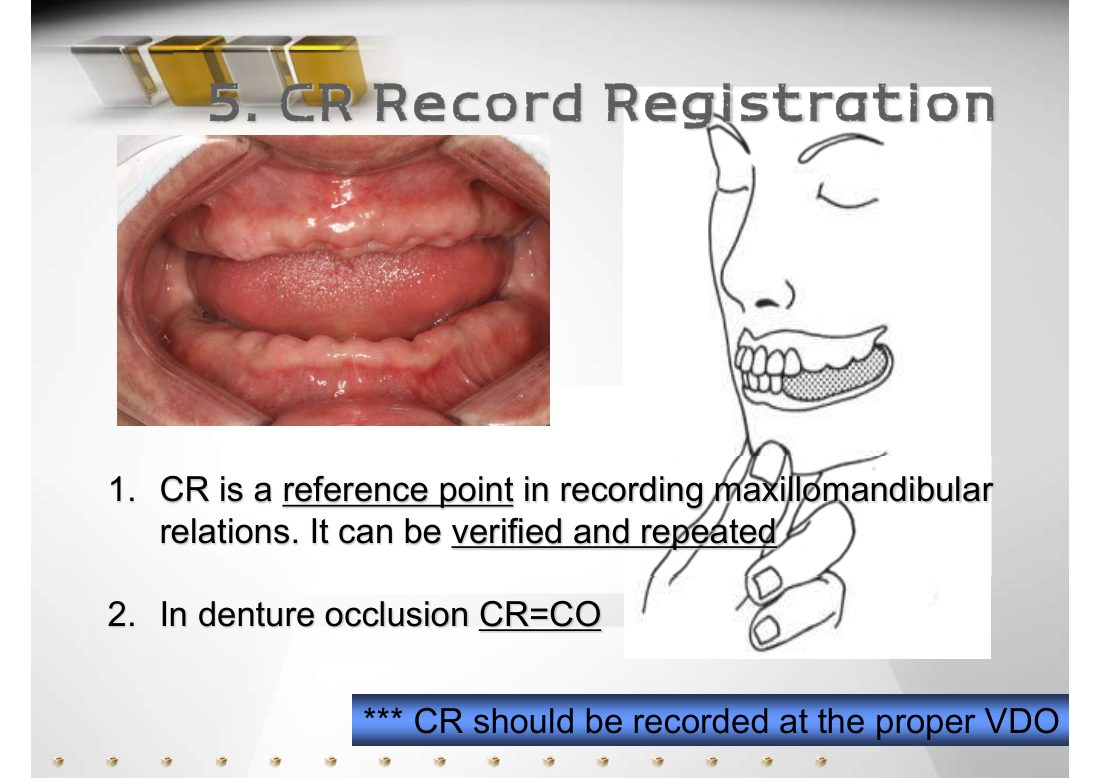 5. CR Record Registration
1. CR is a reference point in recording maxillomandibular
relations. It can be verified and repeated
2. In denture occlusion CR=CO
*** CR should be recorded at the proper VDO